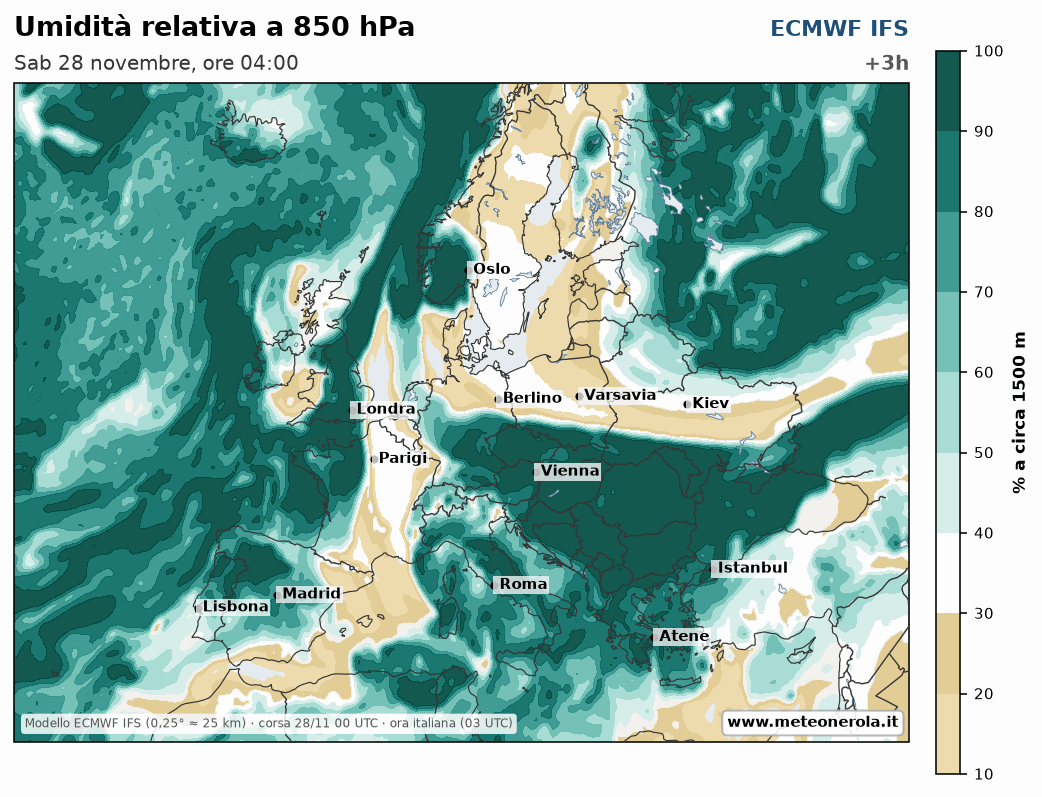 Umidità relativa a 850 hPa
ECMWF IFS
Sab 28 novembre, ore 04:00
+3h
100
90
80
70
60
50
40
30
20
10
% a circa 1500 m
Oslo
Londra
Berlino
Varsavia
Kiev
Parigi
Vienna
Istanbul
Roma
Madrid
Lisbona
Atene
Modello ECMWF IFS (0,25° ≈ 25 km) · corsa 28/11 00 UTC · ora italiana (03 UTC)
www.meteonerola.it